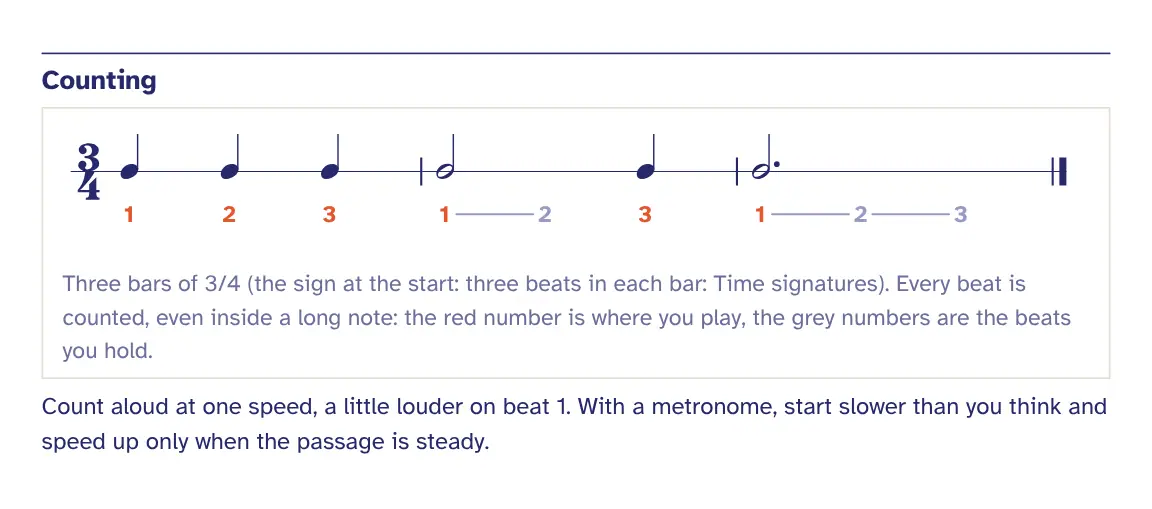 Counting
3
4
1 2 3 1 2 3 1 2 3
Three bars of 3/4 (the sign at the start: three beats in each bar: Time signatures). Every beat is
counted, even inside a long note: the red number is where you play, the grey numbers are the beats
you hold.
Count aloud at one speed, a little louder on beat 1. With a metronome, start slower than you think and
speed up only when the passage is steady.